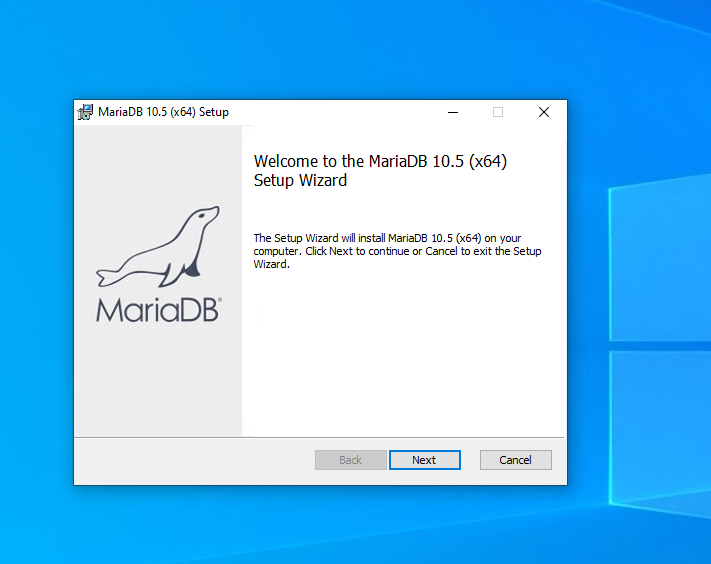 MariaDB 10.5 (x64) Setup
Welcome to the MariaDB 10.5 (x64)
Setup Wizard
The Setup Wizard will install MariaDB 10.5 (x64) on your
computer. Click Next to continue or Cancel to exit the Setup
Wizard.
MariaDB®
Back
Next
Cancel